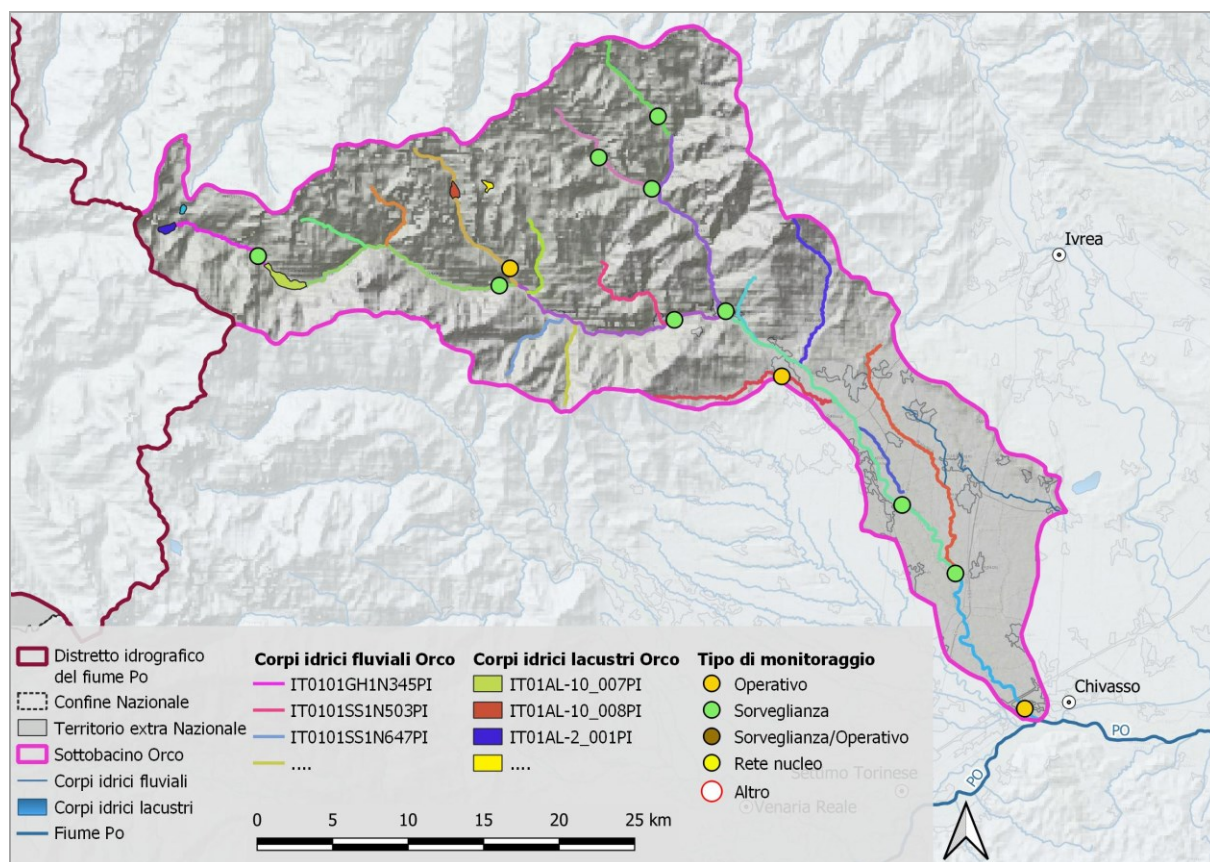 Ivrea
Chivasso
PO
PO
PO
Settimo Torinese
Venaria Reale
Distretto idrografico
del fiume Po
Confine Nazionale
Territorio extra Nazionale
Sottobacino Orco
Corpi idrici fluviali
Corpi idrici lacustri
Fiume Po
Corpi idrici fluviali Orco
IT0101GH1N345PI
IT0101SS1N503PI
IT0101SS1N647PI
....
Corpi idrici lacustri Orco
IT01AL-10_007PI
IT01AL-10_008PI
IT01AL-2_001PI
....
Tipo di monitoraggio
Operativo
Sorveglianza
Sorveglianza/Operativo
Rete nucleo
Altro
0 5 10 15 20 25 km